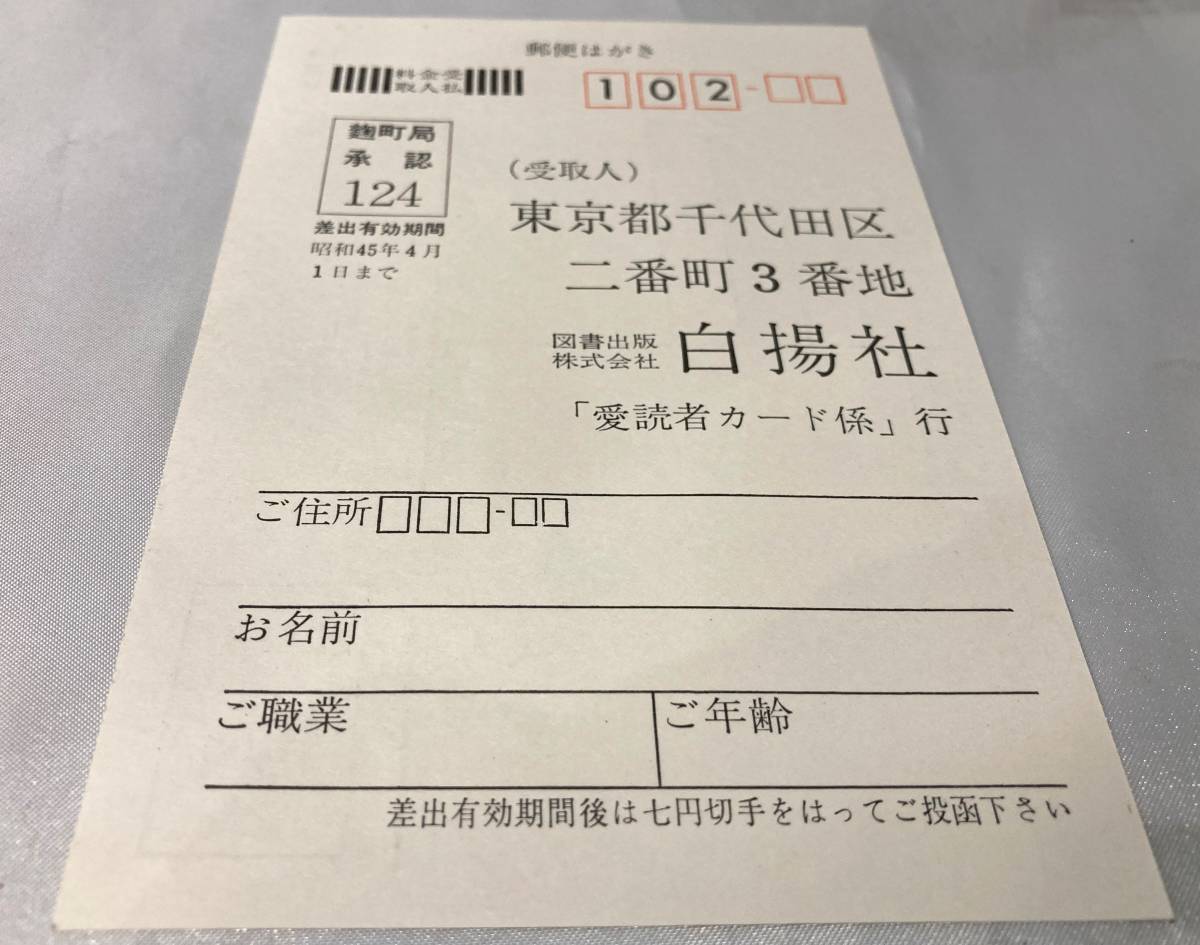 郵便はがき
料金受
取人払
102-□□
麹町局
承認
124
差出有効期間
昭和45年4月
1日まで
(受取人)
東京都千代田区
二番町3番地
図書出版
株式会社
白揚社
「愛読者カード係」行
ご住所□□□-□□
お名前
ご職業
ご年齢
差出有効期間後は七円切手をはってご投函下さい